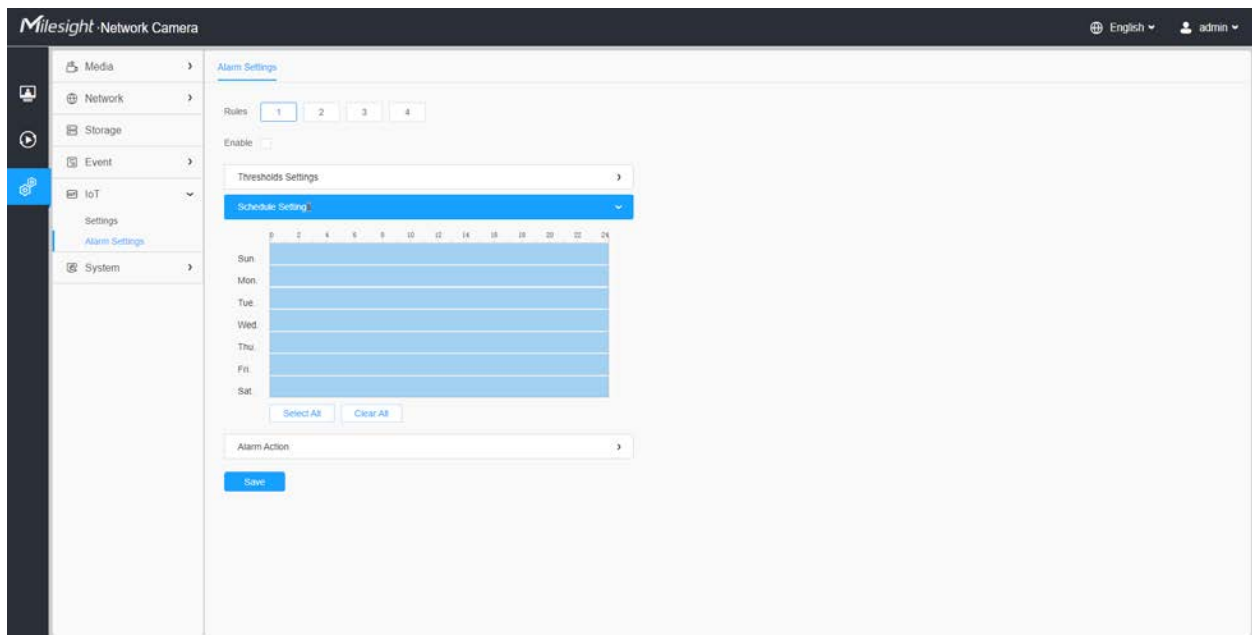 Milesight ·Network Camera
English
admin
Media
Network
Storage
Event
IoT
Settings
Alarm Settings
System
Alarm Settings
Rules 1 2 3 4
Enable
Thresholds Settings
Schedule Settings
0 2 4 6 8 10 12 14 16 18 20 22 24
Sun.
Mon.
Tue.
Wed.
Thu.
Fri.
Sat.
Select All Clear All
Alarm Action
Save